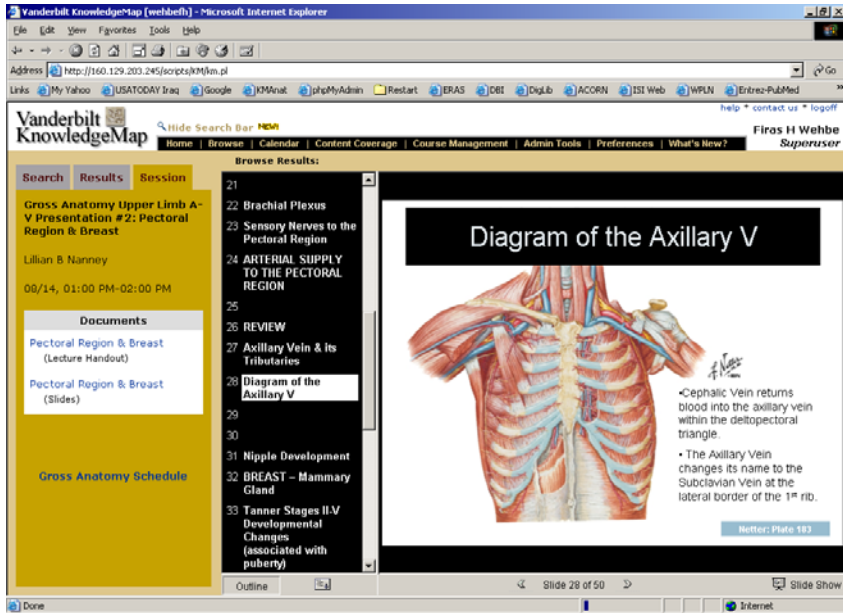 Vanderbilt KnowledgeMap [wehbefh] - Microsoft Internet Explorer
File Edit View Favorites Tools Help
Address http://160.129.203.245/scripts/KM/km.pl Go
Links My Yahoo USATODAY Iraq Google KMAnat phpMyAdmin Restart ERAS DBI DigLib ACORN ISI Web WPLN Entrez-PubMed »
help * contact us * logoff
Vanderbilt
KnowledgeMap
Hide Search Bar NEW!
Firas H Wehbe
Superuser
Home | Browse | Calendar | Content Coverage | Course Management | Admin Tools | Preferences | What's New?
Browse Results:
Search Results Session
Gross Anatomy Upper Limb A-
V Presentation #2: Pectoral
Region & Breast
Lillian B Nanney
08/14, 01:00 PM-02:00 PM
Documents
Pectoral Region & Breast
(Lecture Handout)
Pectoral Region & Breast
(Slides)
Gross Anatomy Schedule
21
22 Brachial Plexus
23 Sensory Nerves to the
Pectoral Region
24 ARTERIAL SUPPLY
TO THE PECTORAL
REGION
25
26 REVIEW
27 Axillary Vein & its
Tributaries
28 Diagram of the
Axillary V
29
30
31 Nipple Development
32 BREAST – Mammary
Gland
33 Tanner Stages II-V
Developmental
Changes
(associated with
puberty)
Outline
Diagram of the Axillary V
•Cephalic Vein returns
blood into the axillary vein
within the deltopectoral
triangle.
• The Axillary Vein
changes its name to the
Subclavian Vein at the
lateral border of the 1st rib.
Netter: Plate 183
Slide 28 of 50
Slide Show
Done
Internet